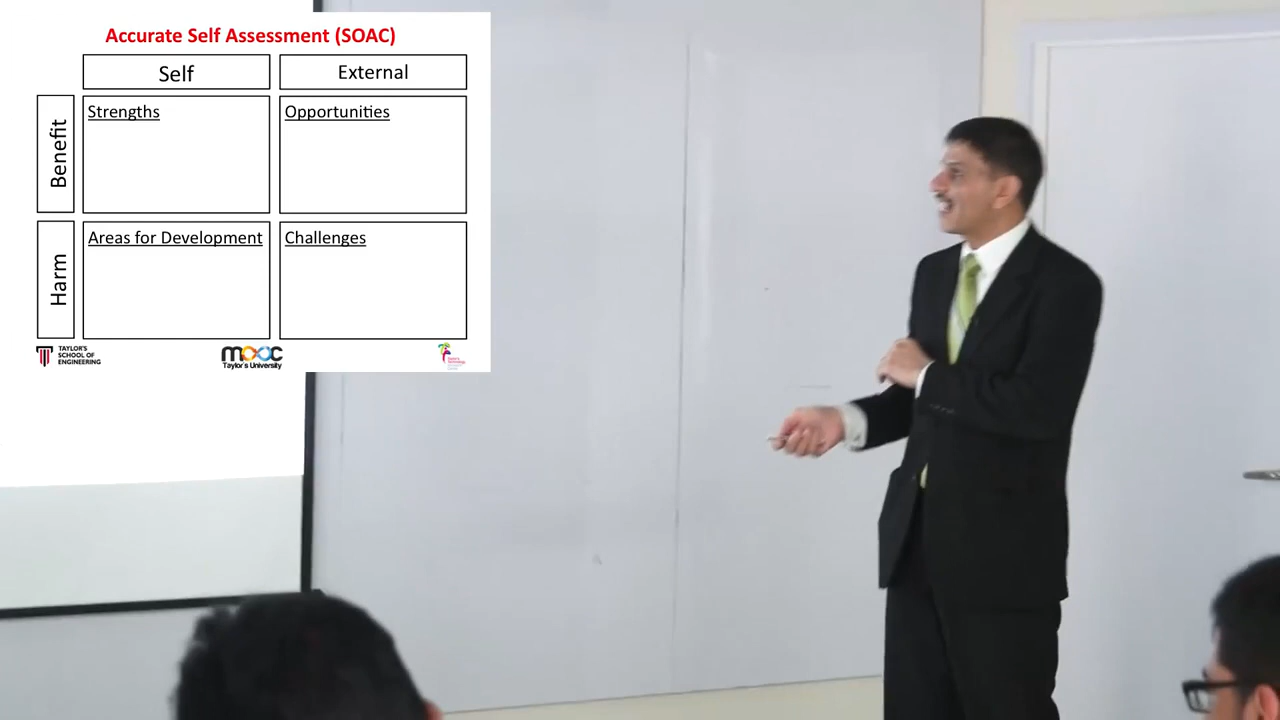 Accurate Self Assessment (SOAC)
Self
External
Benefit
Strengths
Opportunities
Harm
Areas for Development
Challenges
TAYLOR'S
SCHOOL OF
ENGINEERING
mooc
Taylor's University